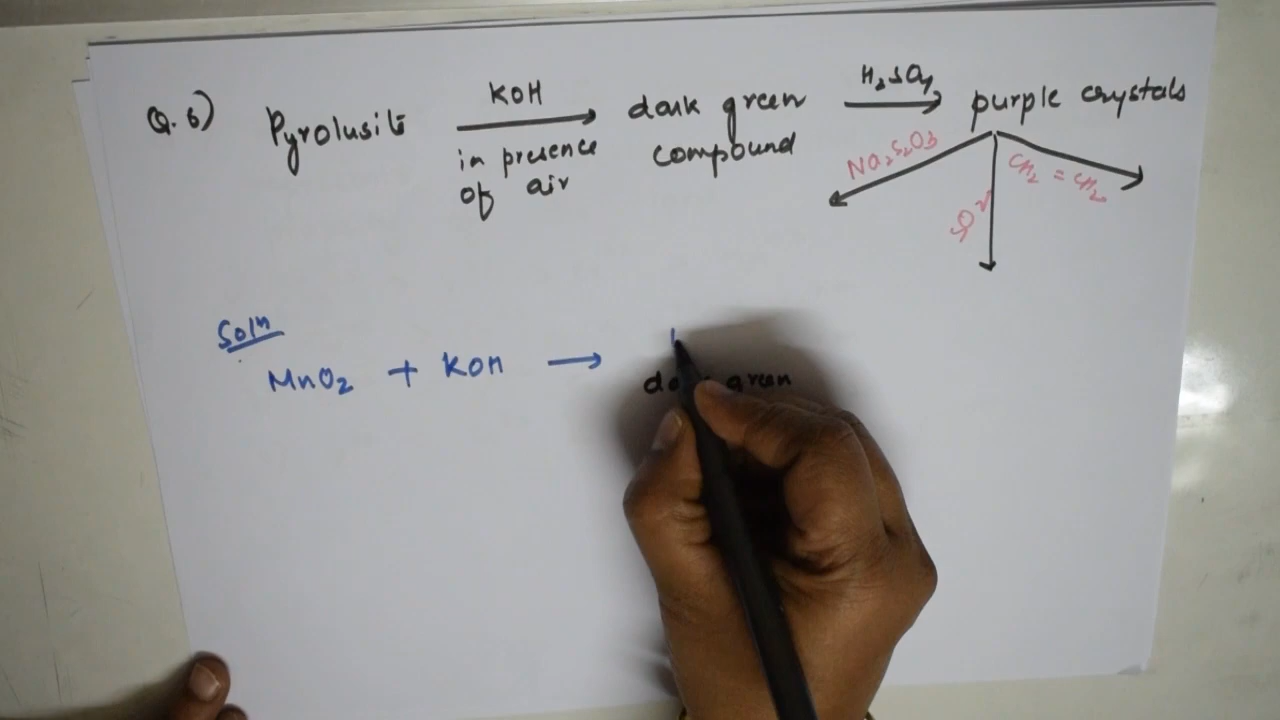 Q.6) Pyrolusite KOH in presence of air dark green compound H₂SO₄ purple crystals
Na₂S₂O₃ SO₂ CH₂ = CH₂
Soln
MnO₂ + KOH →
dark green